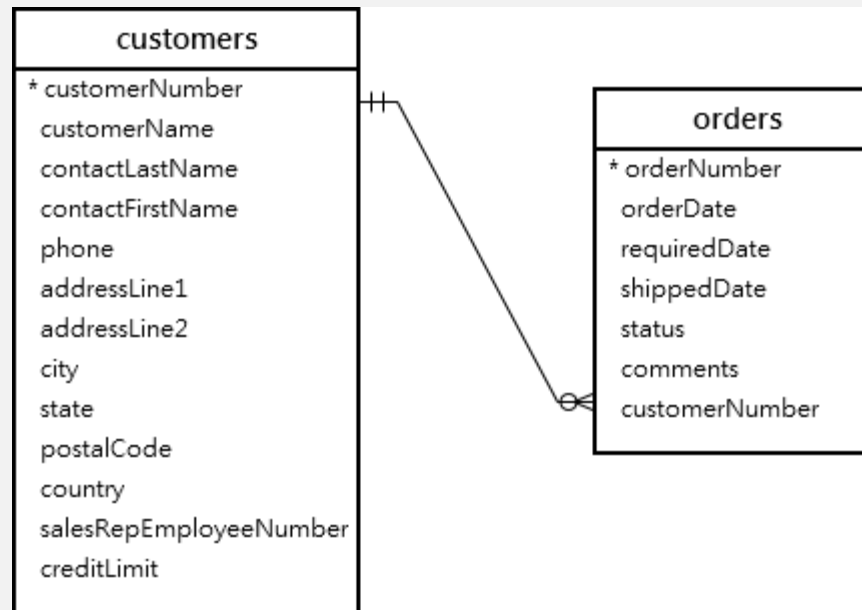 customers
* customerNumber
customerName
contactLastName
contactFirstName
phone
addressLine1
addressLine2
city
state
postalCode
country
salesRepEmployeeNumber
creditLimit
orders
* orderNumber
orderDate
requiredDate
shippedDate
status
comments
customerNumber